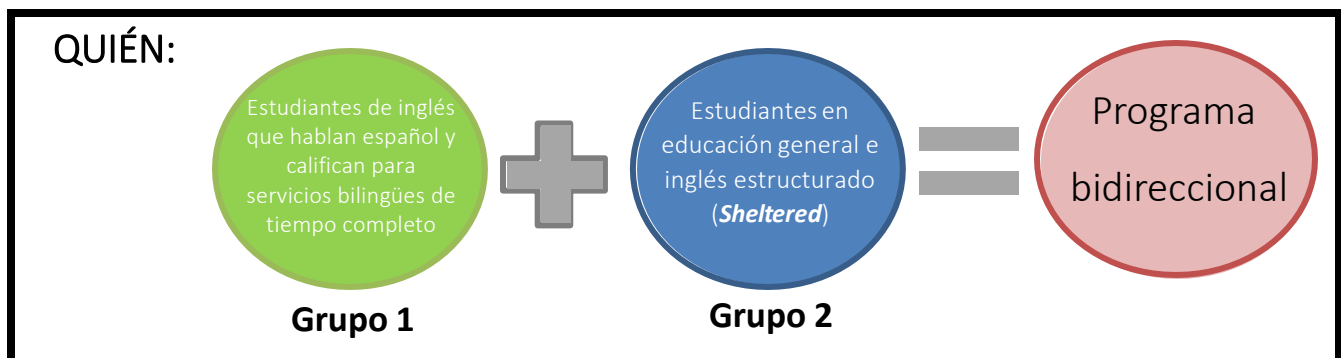 QUIÉN:
Estudiantes de inglés
que hablan español y
califican para
servicios bilingües de
tiempo completo
Grupo 1
Estudiantes en
educación general e
inglés estructurado
(Sheltered)
Grupo 2
Programa
bidireccional